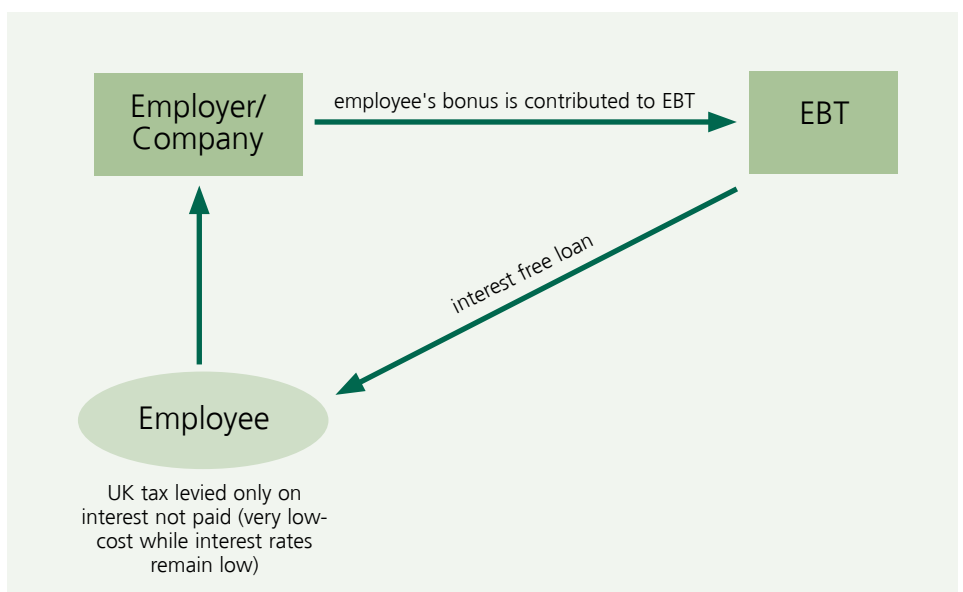 Employer/
Company
employee's bonus is contributed to EBT
EBT
interest free loan
Employee
UK tax levied only on
interest not paid (very low-
cost while interest rates
remain low)